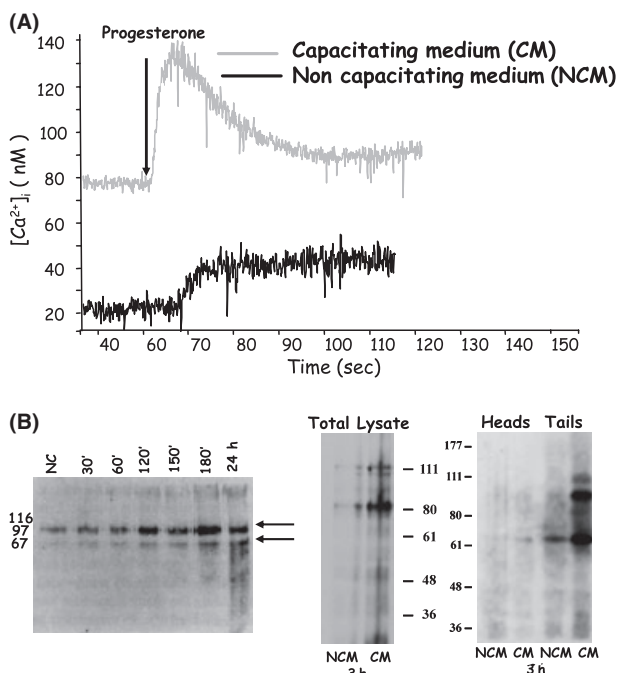 (A)
Progesterone
Capacitating medium (CM)
Non capacitating medium (NCM)
[Ca²⁺]ᵢ ( nM )
140
120
100
80
60
40
20
40 60 70 80 90 100 110 120 130 140 150
Time (sec)
(B)
NC 30' 60' 120' 150' 180' 24 h
116
97
67
Total Lysate
111
80
61
48
36
NCM CM
3 h
Heads Tails
177
111
80
61
48
36
NCM CM NCM CM
3 h